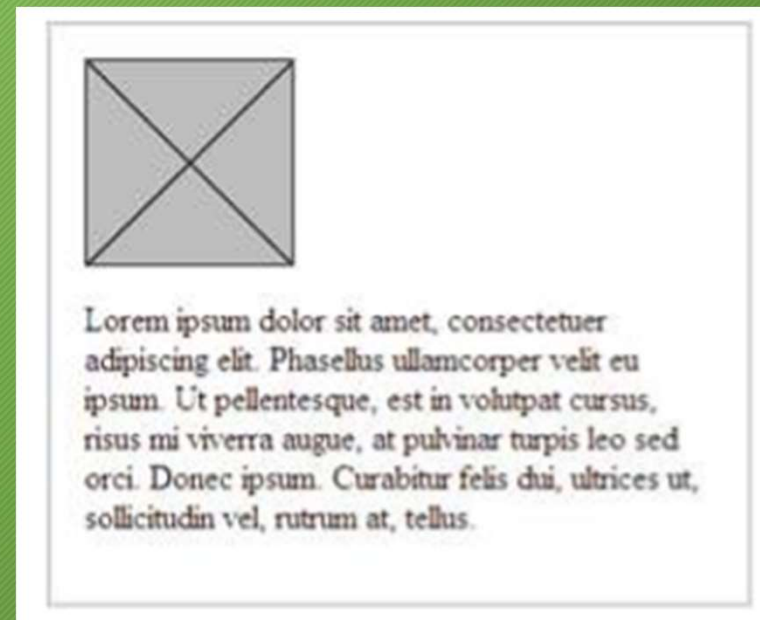 Lorem ipsum dolor sit amet, consectetuer
adipiscing elit. Phasellus ullamcorper velit eu
ipsum. Ut pellentesque, est in volutpat cursus,
risus mi viverra augue, at pulvinar turpis leo sed
orci. Donec ipsum. Curabitur felis dui, ultrices ut,
sollicitudin vel, rutrum at, tellus.